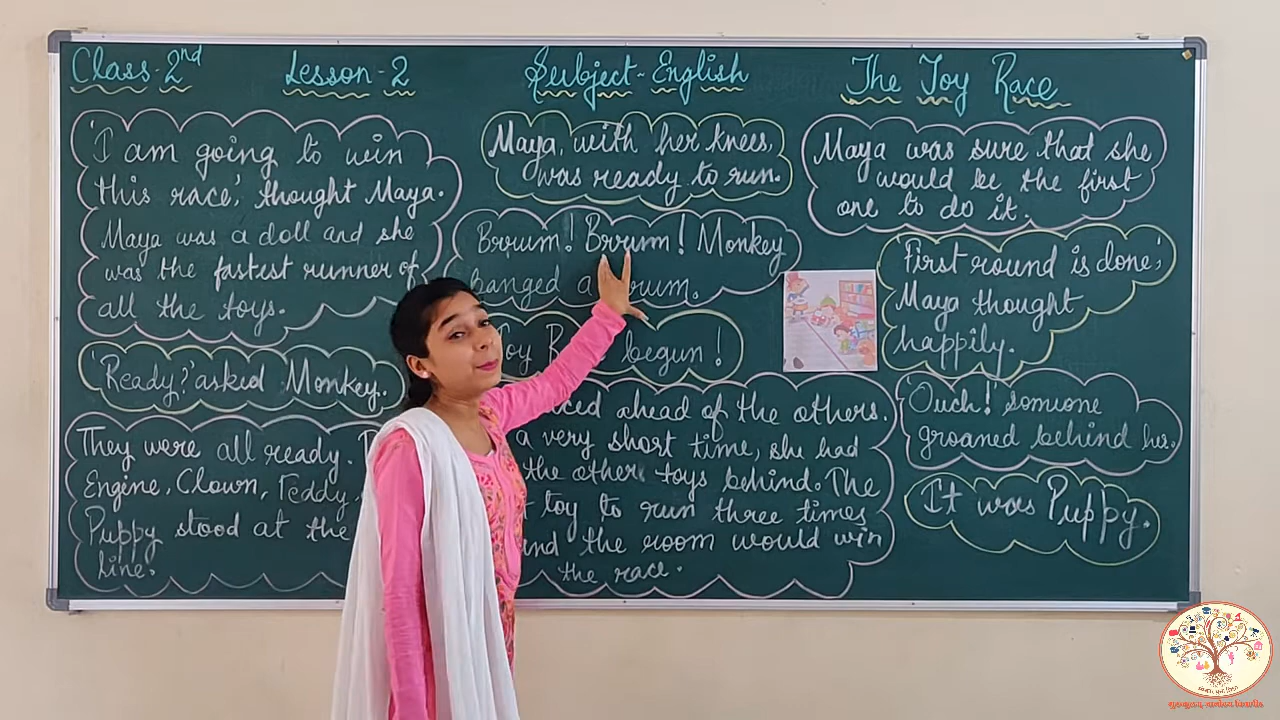 Class-2nd Lesson-2 Subject-English The Toy Race
'I am going to win
this race', thought Maya.
Maya was a doll and she
was the fastest runner of
all the toys.
'Ready?' asked Monkey.
They were all ready.
Engine, Clown, Teddy
Puppy stood at the
line.
Maya, with her knees,
was ready to run.
Brrum! Brrum! Monkey
banged a drum.
Toy begun!
ahead of the others.
a very short time, she had
the other toys behind. The
toy to run three times
the room would win
the race.
Maya was sure that she
would be the first
one to do it.
'First round is done',
Maya thought
happily.
'Ouch!' someone
groaned behind her.
It was Puppy.